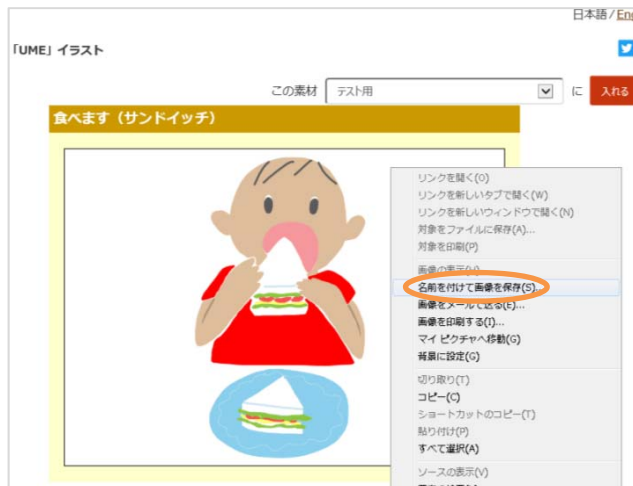 日本語/Eng
「UME」イラスト
この素材 テスト用 に 入れる
食べます（サンドイッチ）
リンクを開く(O)
リンクを新しいタブで開く(W)
リンクを新しいウィンドウで開く(N)
対象をファイルに保存(A)...
対象を印刷(P)
画像の表示(H)
名前を付けて画像を保存(S)...
画像をメールで送る(E)...
画像を印刷する(I)...
マイ ピクチャへ移動(G)
背景に設定(G)
切り取り(T)
コピー(C)
ショートカットのコピー(T)
貼り付け(P)
すべて選択(A)
ソースの表示(V)